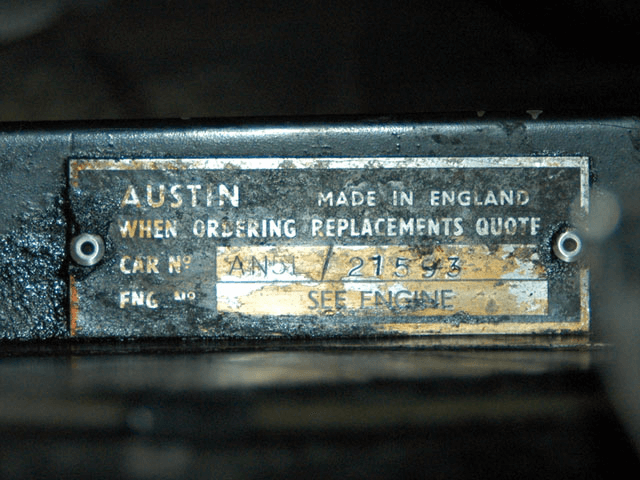 AUSTIN MADE IN ENGLAND
WHEN ORDERING REPLACEMENTS QUOTE
CAR Nº AN5L/21593
ENG Nº SEE ENGINE